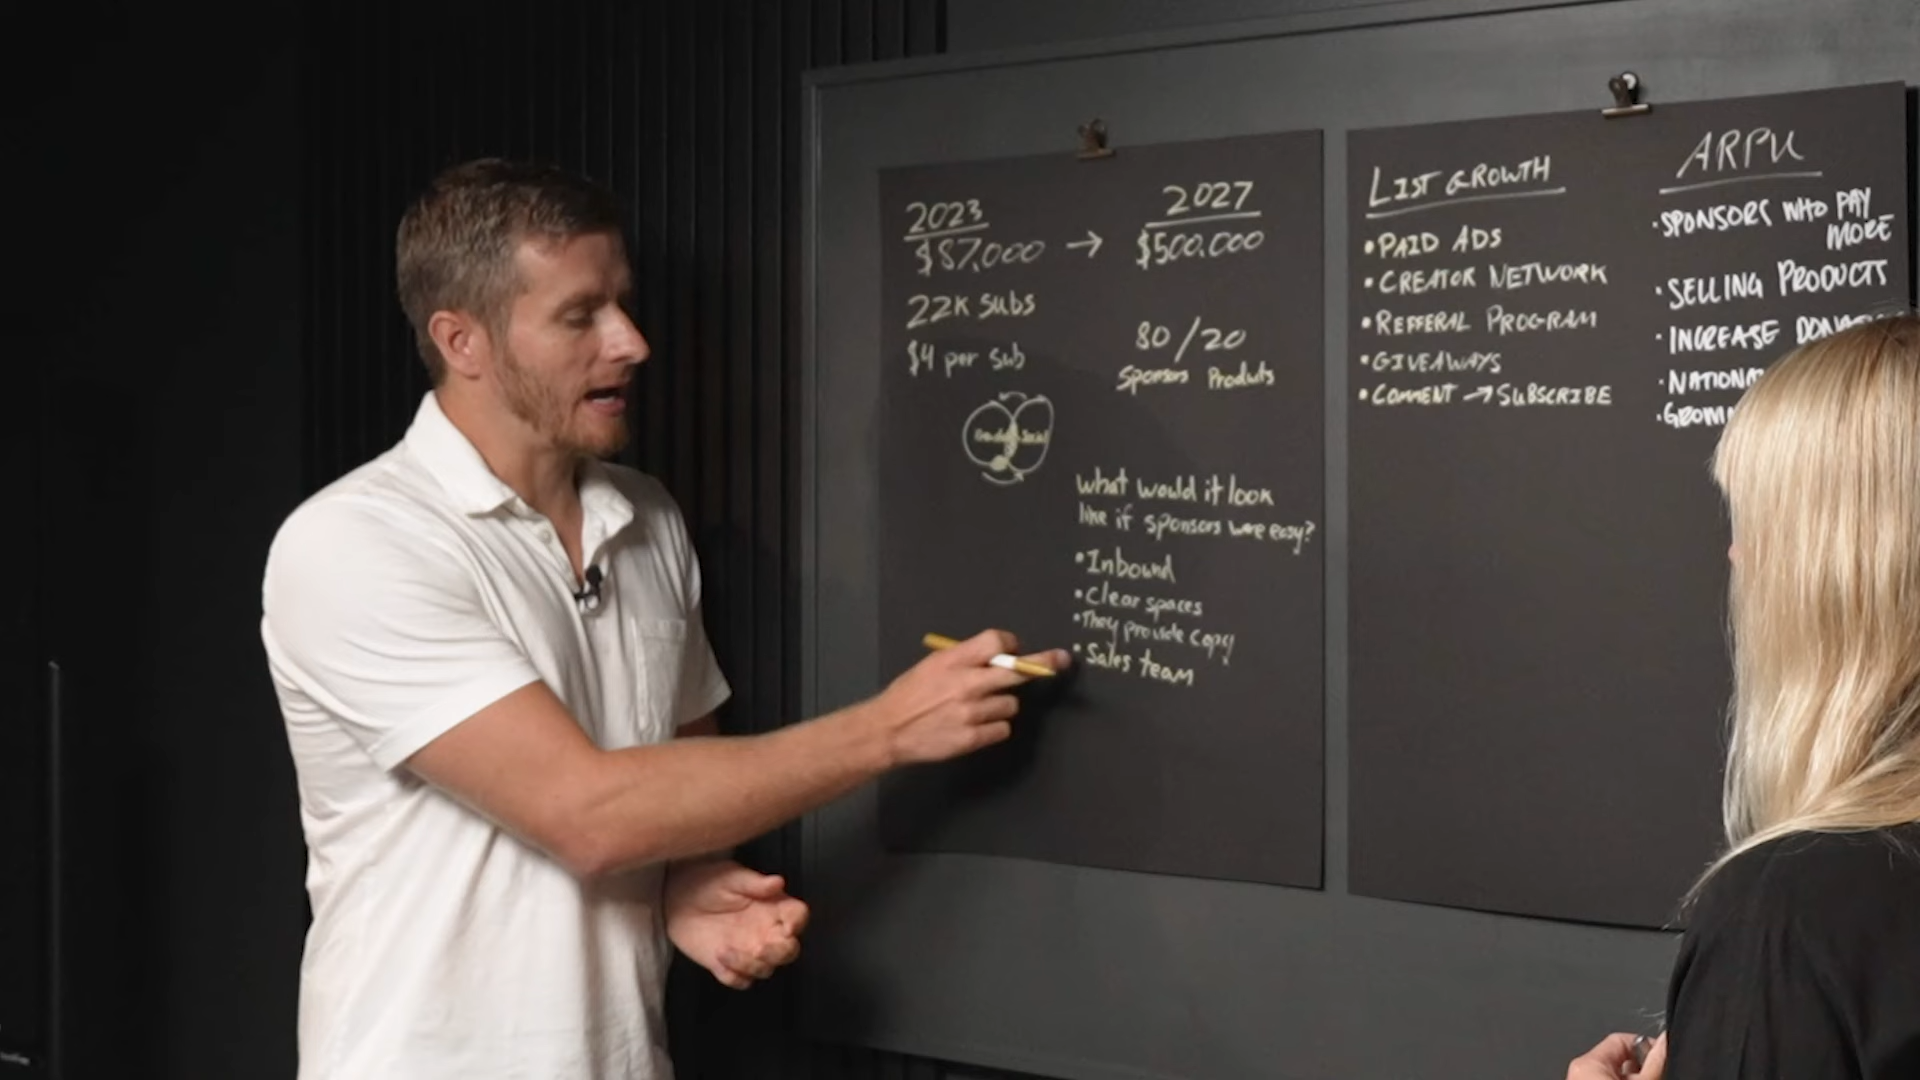 2023
$87,000 →
22K subs
$4 per sub
2027
$500,000
80/20
Sponsors Products
What would it look
like if sponsors were easy?
• Inbound
• Clear spaces
• They provide copy
• Sales team
LIST GROWTH
• PAID ADS
• CREATOR NETWORK
• REFFERAL PROGRAM
• GIVEAWAYS
• COMMENT → SUBSCRIBE
ARPU
• SPONSORS WHO PAY
MORE
• SELLING PRODUCTS
• INCREASE